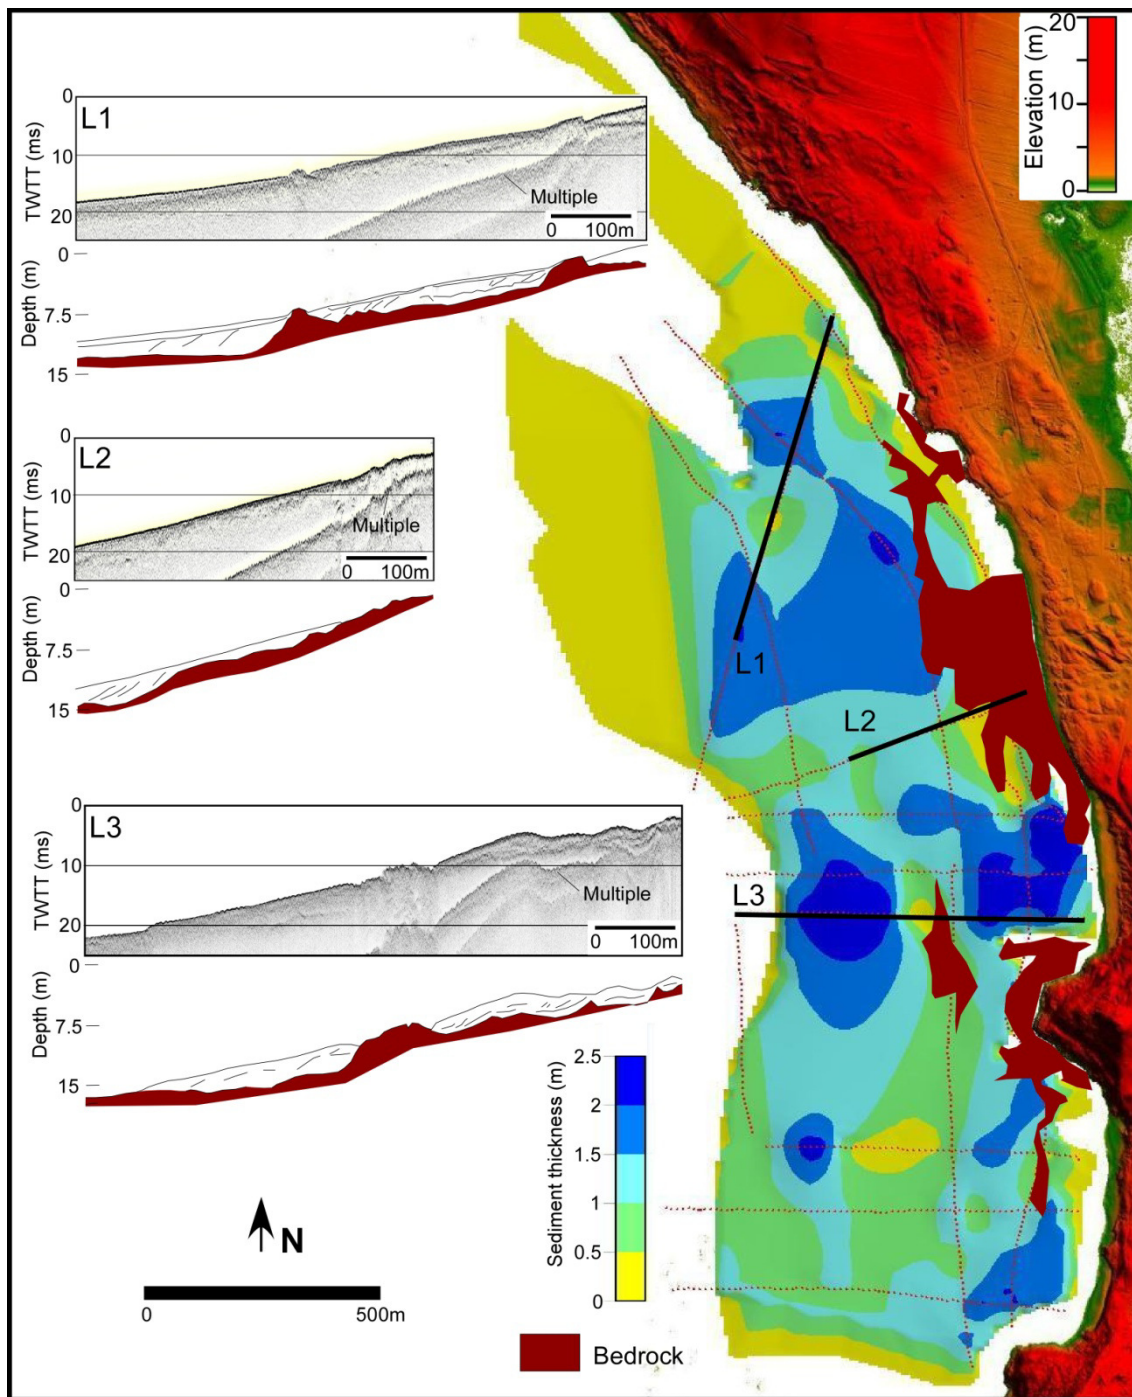 20
10
0
Elevation (m)
0
10
20
TWTT (ms)
L1
Multiple
0 100m
0
7.5
15
Depth (m)
0
10
20
TWTT (ms)
L2
Multiple
0 100m
0
7.5
15
Depth (m)
L1
L2
0
10
20
TWTT (ms)
L3
Multiple
0 100m
L3
0
7.5
15
Depth (m)
2.5
2
1.5
1
0.5
0
Sediment thickness (m)
N
0 500m
Bedrock